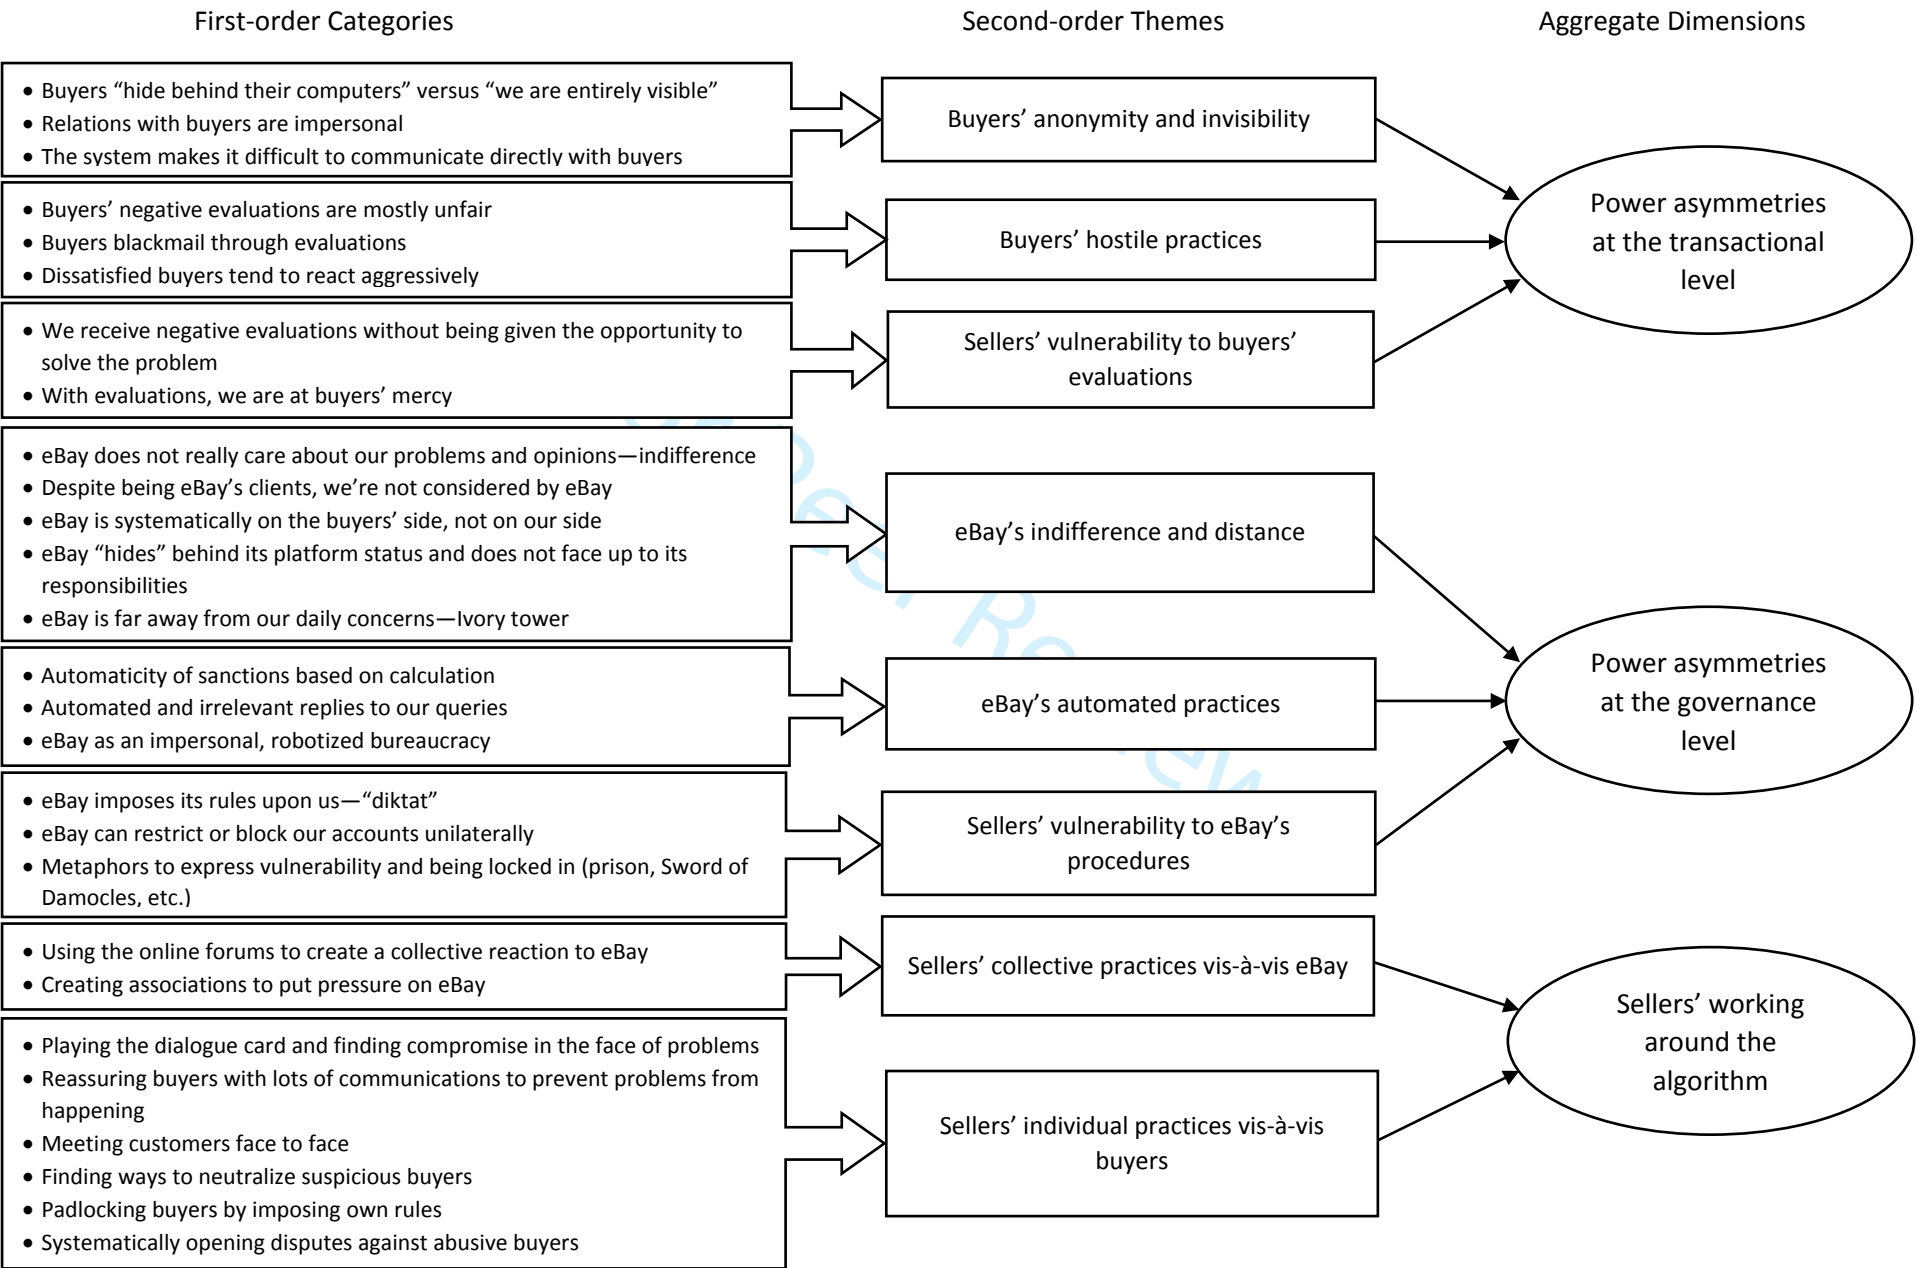 First-order Categories
Second-order Themes
Aggregate Dimensions
• Buyers “hide behind their computers” versus “we are entirely visible”
• Relations with buyers are impersonal
• The system makes it difficult to communicate directly with buyers
Buyers’ anonymity and invisibility
• Buyers’ negative evaluations are mostly unfair
• Buyers blackmail through evaluations
• Dissatisfied buyers tend to react aggressively
Buyers’ hostile practices
• We receive negative evaluations without being given the opportunity to
solve the problem
• With evaluations, we are at buyers’ mercy
Sellers’ vulnerability to buyers’
evaluations
Power asymmetries
at the transactional
level
• eBay does not really care about our problems and opinions—indifference
• Despite being eBay’s clients, we’re not considered by eBay
• eBay is systematically on the buyers’ side, not on our side
• eBay “hides” behind its platform status and does not face up to its
responsibilities
• eBay is far away from our daily concerns—Ivory tower
eBay’s indifference and distance
• Automaticity of sanctions based on calculation
• Automated and irrelevant replies to our queries
• eBay as an impersonal, robotized bureaucracy
eBay’s automated practices
• eBay imposes its rules upon us—“diktat”
• eBay can restrict or block our accounts unilaterally
• Metaphors to express vulnerability and being locked in (prison, Sword of
Damocles, etc.)
Sellers’ vulnerability to eBay’s
procedures
Power asymmetries
at the governance
level
• Using the online forums to create a collective reaction to eBay
• Creating associations to put pressure on eBay
Sellers’ collective practices vis-à-vis eBay
• Playing the dialogue card and finding compromise in the face of problems
• Reassuring buyers with lots of communications to prevent problems from
happening
• Meeting customers face to face
• Finding ways to neutralize suspicious buyers
• Padlocking buyers by imposing own rules
• Systematically opening disputes against abusive buyers
Sellers’ individual practices vis-à-vis
buyers
Sellers’ working
around the
algorithm